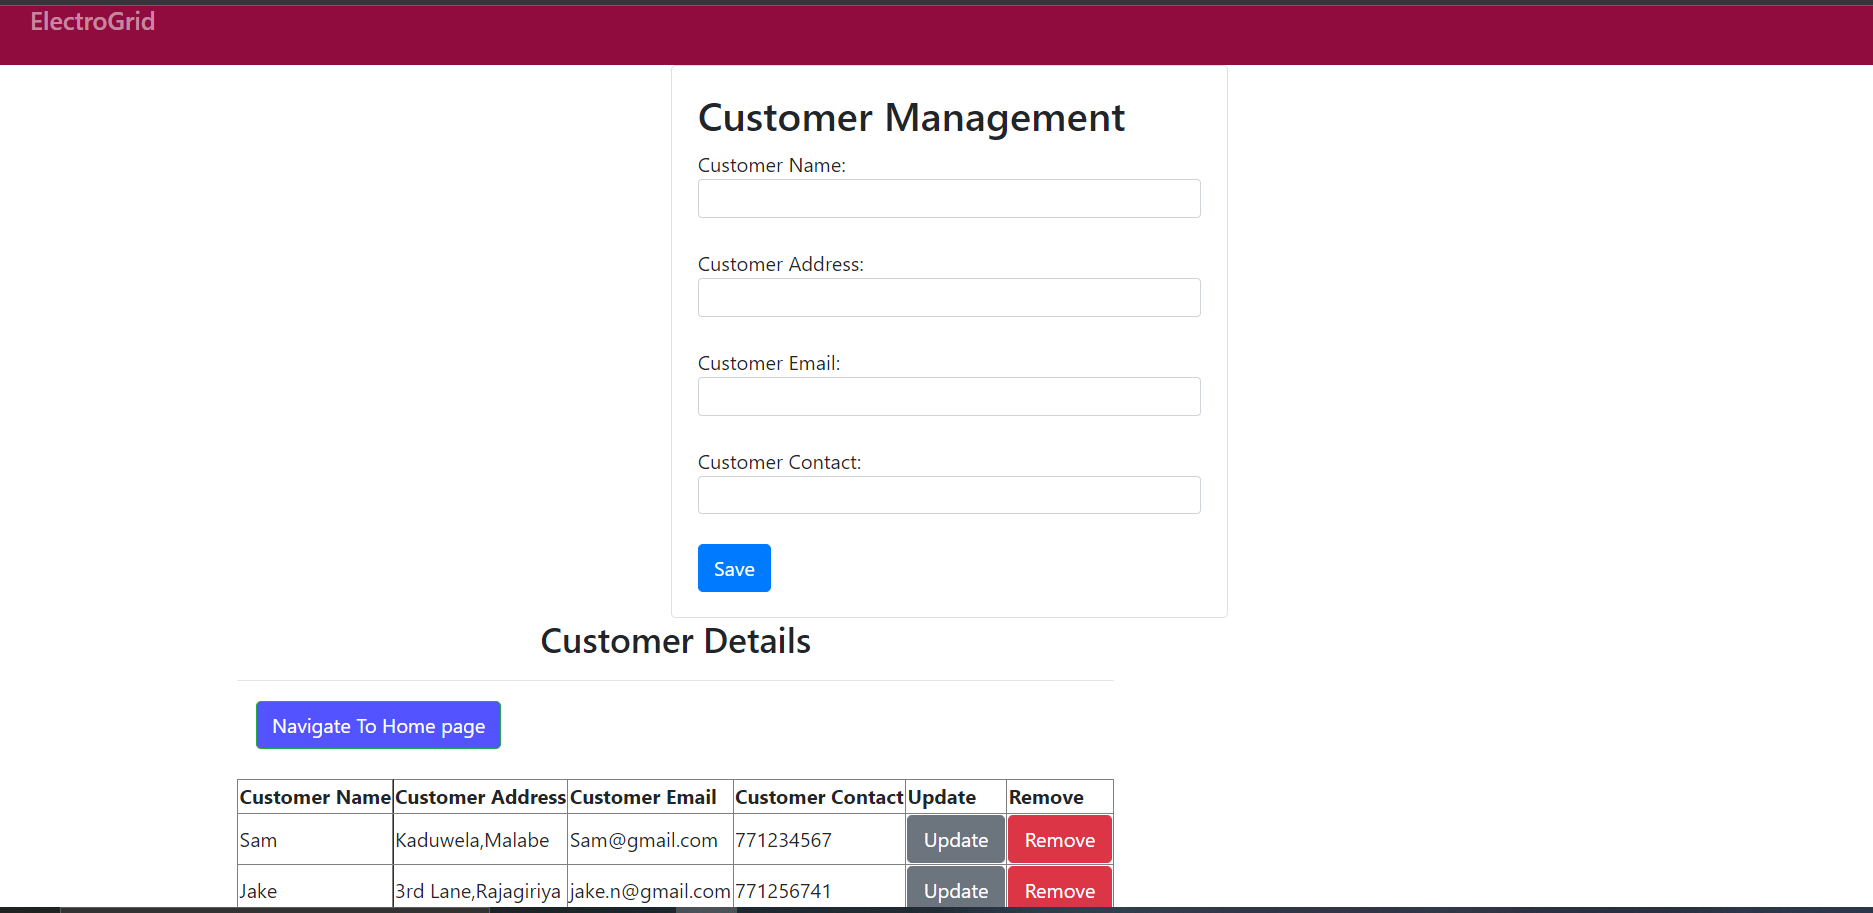 ElectroGrid
Customer Management
Customer Name:
Customer Address:
Customer Email:
Customer Contact:
Save
Customer Details
Navigate To Home page
Customer Name Customer Address Customer Email Customer Contact Update Remove
Sam Kaduwela,Malabe Sam@gmail.com 771234567 Update Remove
Jake 3rd Lane,Rajagiriya jake.n@gmail.com 771256741 Update Remove